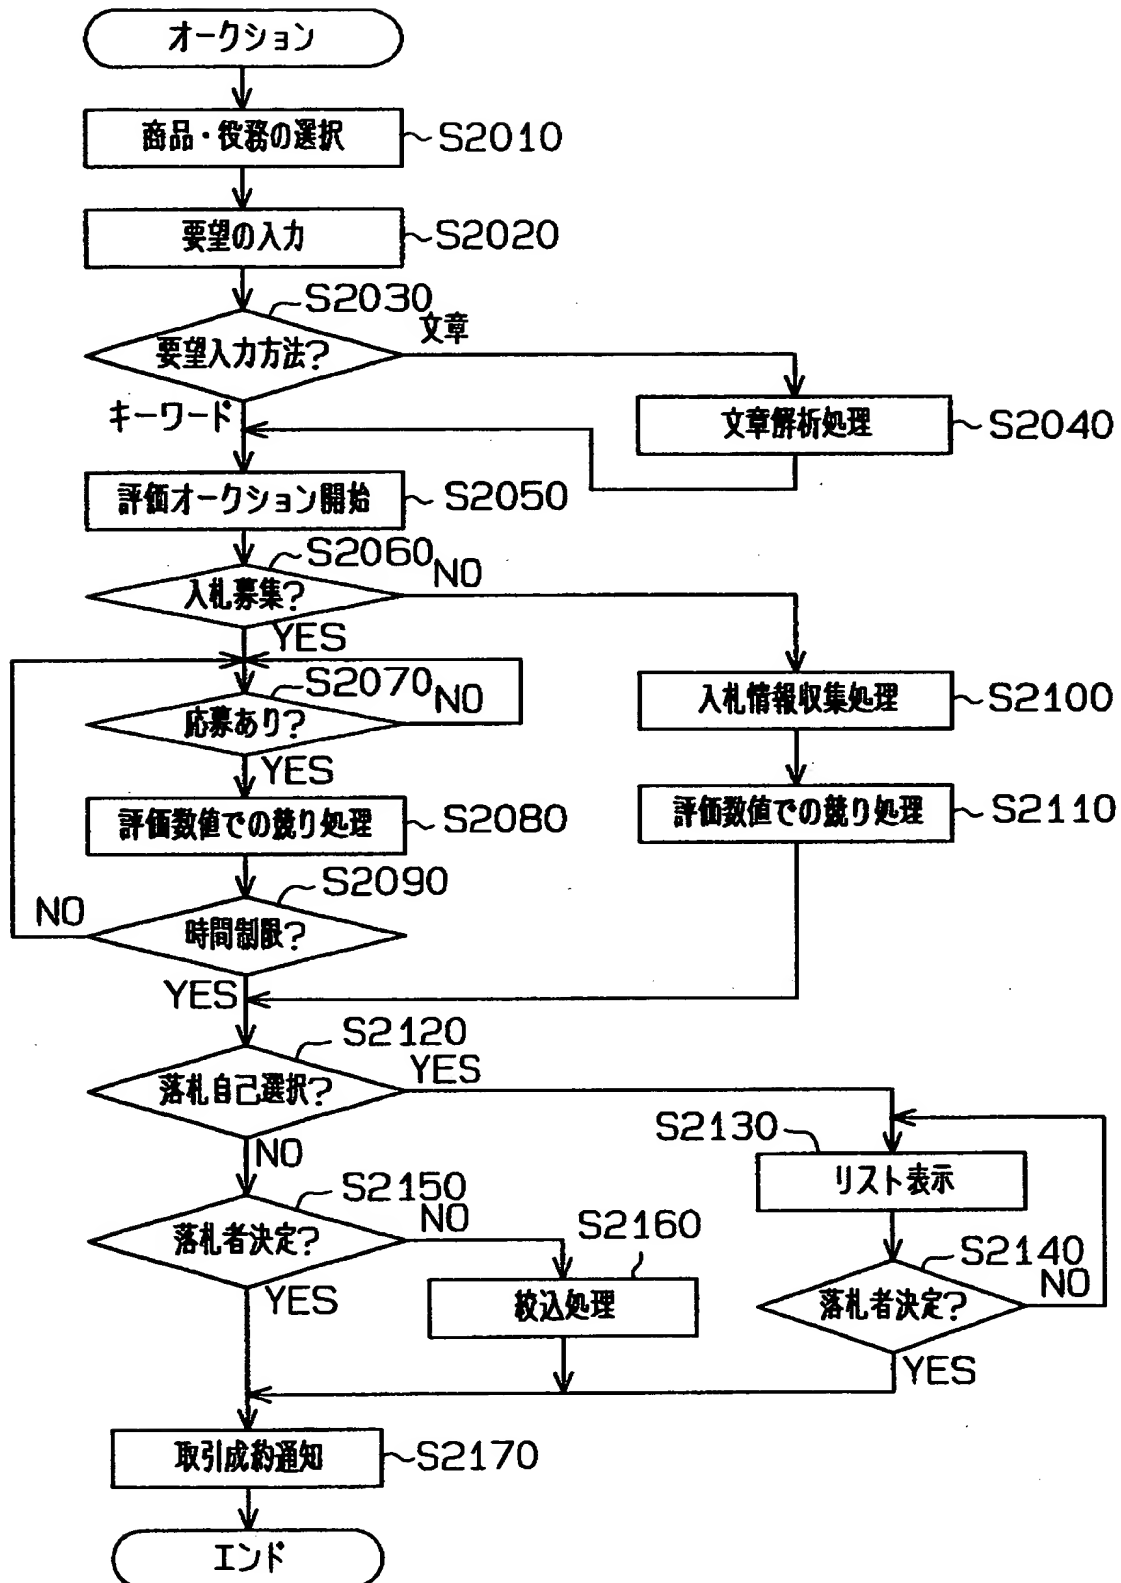 オークション
商品・役務の選択
S2010
要望の入力
S2020
S2030
要望入力方法?
文章
キーワード
文章解析処理
S2040
評価オークション開始
S2050
S2060
入札募集?
NO
YES
S2070
応募あり?
NO
YES
入札情報収集処理
S2100
評価数値での競り処理
S2080
評価数値での競り処理
S2110
S2090
時間制限?
NO
YES
S2120
落札自己選択?
YES
NO
S2130
リスト表示
S2150
落札者決定?
NO
YES
S2160
絞込処理
S2140
落札者決定?
NO
YES
取引成約通知
S2170
エンド